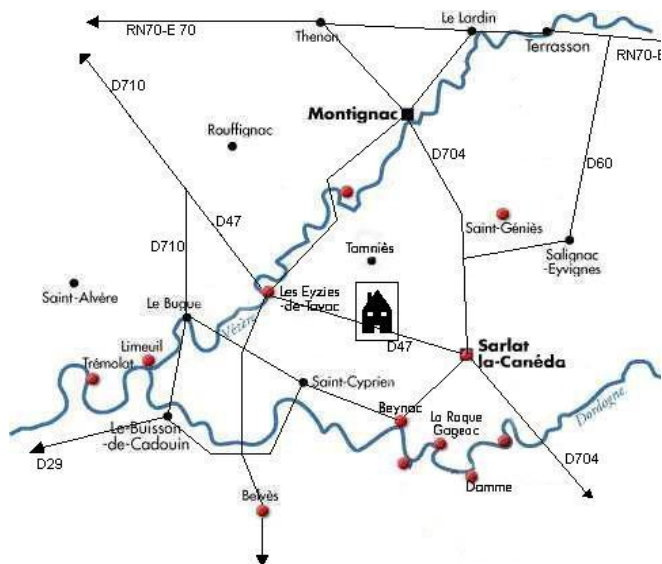 Le Lardin
RN70-E 70
Thenon
Terrasson
RN70-E
D710
Montignac
Rouffignac
D704
D60
D47
Saint-Géniès
D710
Tamniès
Salignac
-Eyvignes
Saint-Alvère
Les Eyzies
-de-Tayac
Le Bugue
Vézère
D47
Sarlat
la-Canéda
Limeuil
Trémolat
Saint-Cyprien
Beynac
La Roque
Gageac
Dordogne
Le-Buisson
-de-Cadouin
D29
D704
Domme
Belvès